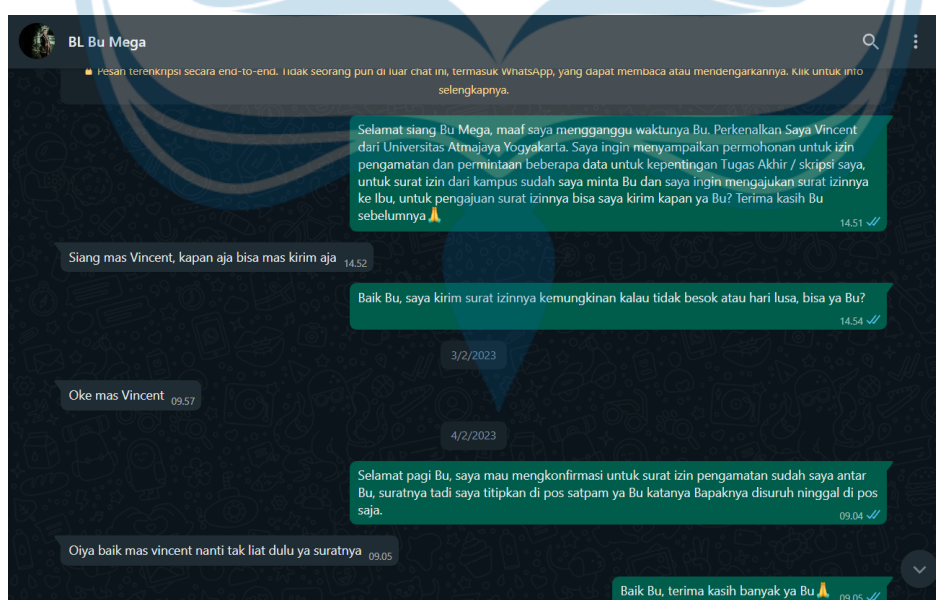 BL Bu Mega
Pesan terenkripsi secara end-to-end. Tidak seorang pun di luar chat ini, termasuk WhatsApp, yang dapat membaca atau mendengarkannya. Klik untuk info
selengkapnya.
Selamat siang Bu Mega, maaf saya mengganggu waktunya Bu. Perkenalkan Saya Vincent
dari Universitas Atmajaya Yogyakarta. Saya ingin menyampaikan permohonan untuk izin
pengamatan dan permintaan beberapa data untuk kepentingan Tugas Akhir / skripsi saya,
untuk surat izin dari kampus sudah saya minta Bu dan saya ingin mengajukan surat izinnya
ke Ibu, untuk pengajuan surat izinnya bisa saya kirim kapan ya Bu? Terima kasih Bu
sebelumnya🙏
14.51
Siang mas Vincent, kapan aja bisa mas kirim aja 14.52
Baik Bu, saya kirim surat izinnya kemungkinan kalau tidak besok atau hari lusa, bisa ya Bu?
14.54
3/2/2023
Oke mas Vincent 09.57
4/2/2023
Selamat pagi Bu, saya mau mengkonfirmasi untuk surat izin pengamatan sudah saya antar
Bu, suratnya tadi saya titipkan di pos satpam ya Bu katanya Bapaknya disuruh ninggal di pos
saja.
09.04
Oiya baik mas vincent nanti tak liat dulu ya suratnya 09.05
Baik Bu, terima kasih banyak ya Bu🙏 09.05